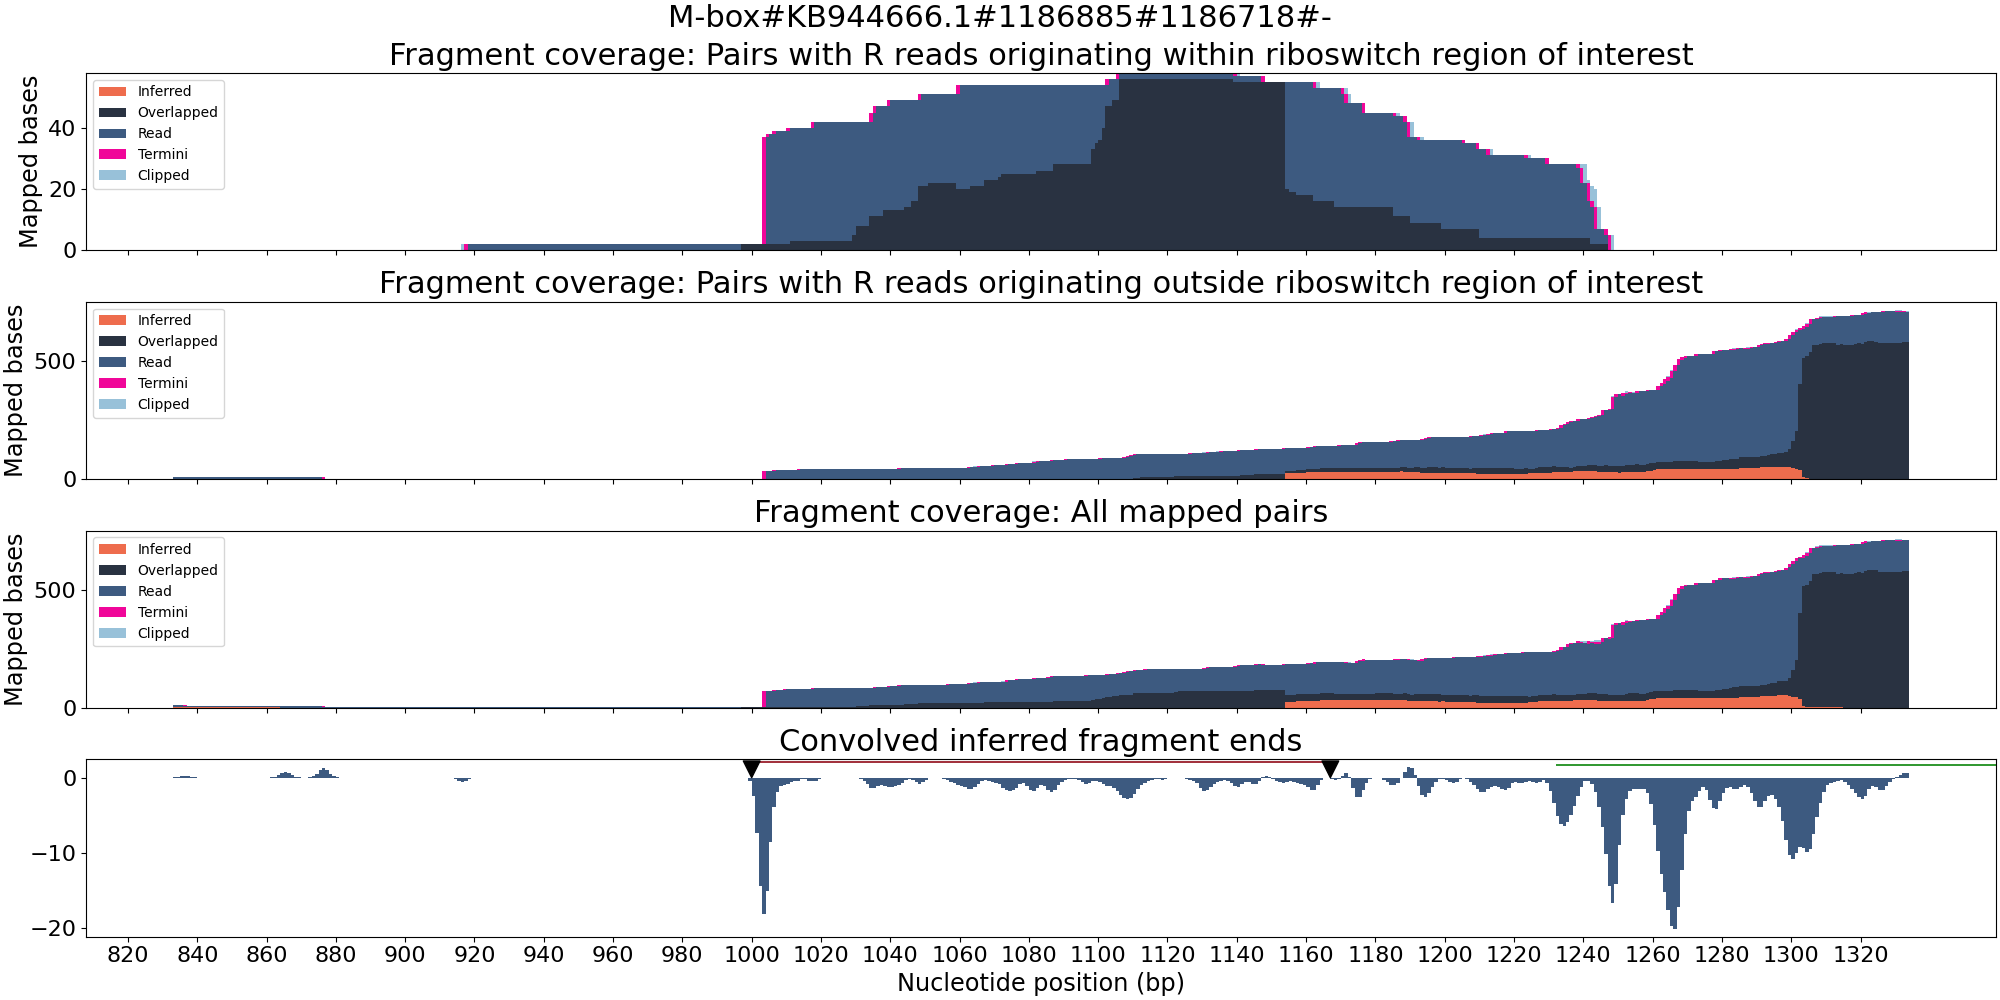 M-box#KB944666.1#1186885#1186718#-
Fragment coverage: Pairs with R reads originating within riboswitch region of interest
Mapped bases
40
20
0
Inferred
Overlapped
Read
Termini
Clipped
Fragment coverage: Pairs with R reads originating outside riboswitch region of interest
Mapped bases
500
0
Inferred
Overlapped
Read
Termini
Clipped
Fragment coverage: All mapped pairs
Mapped bases
500
0
Inferred
Overlapped
Read
Termini
Clipped
Convolved inferred fragment ends
0
−10
−20
820 840 860 880 900 920 940 960 980 1000 1020 1040 1060 1080 1100 1120 1140 1160 1180 1200 1220 1240 1260 1280 1300 1320
Nucleotide position (bp)